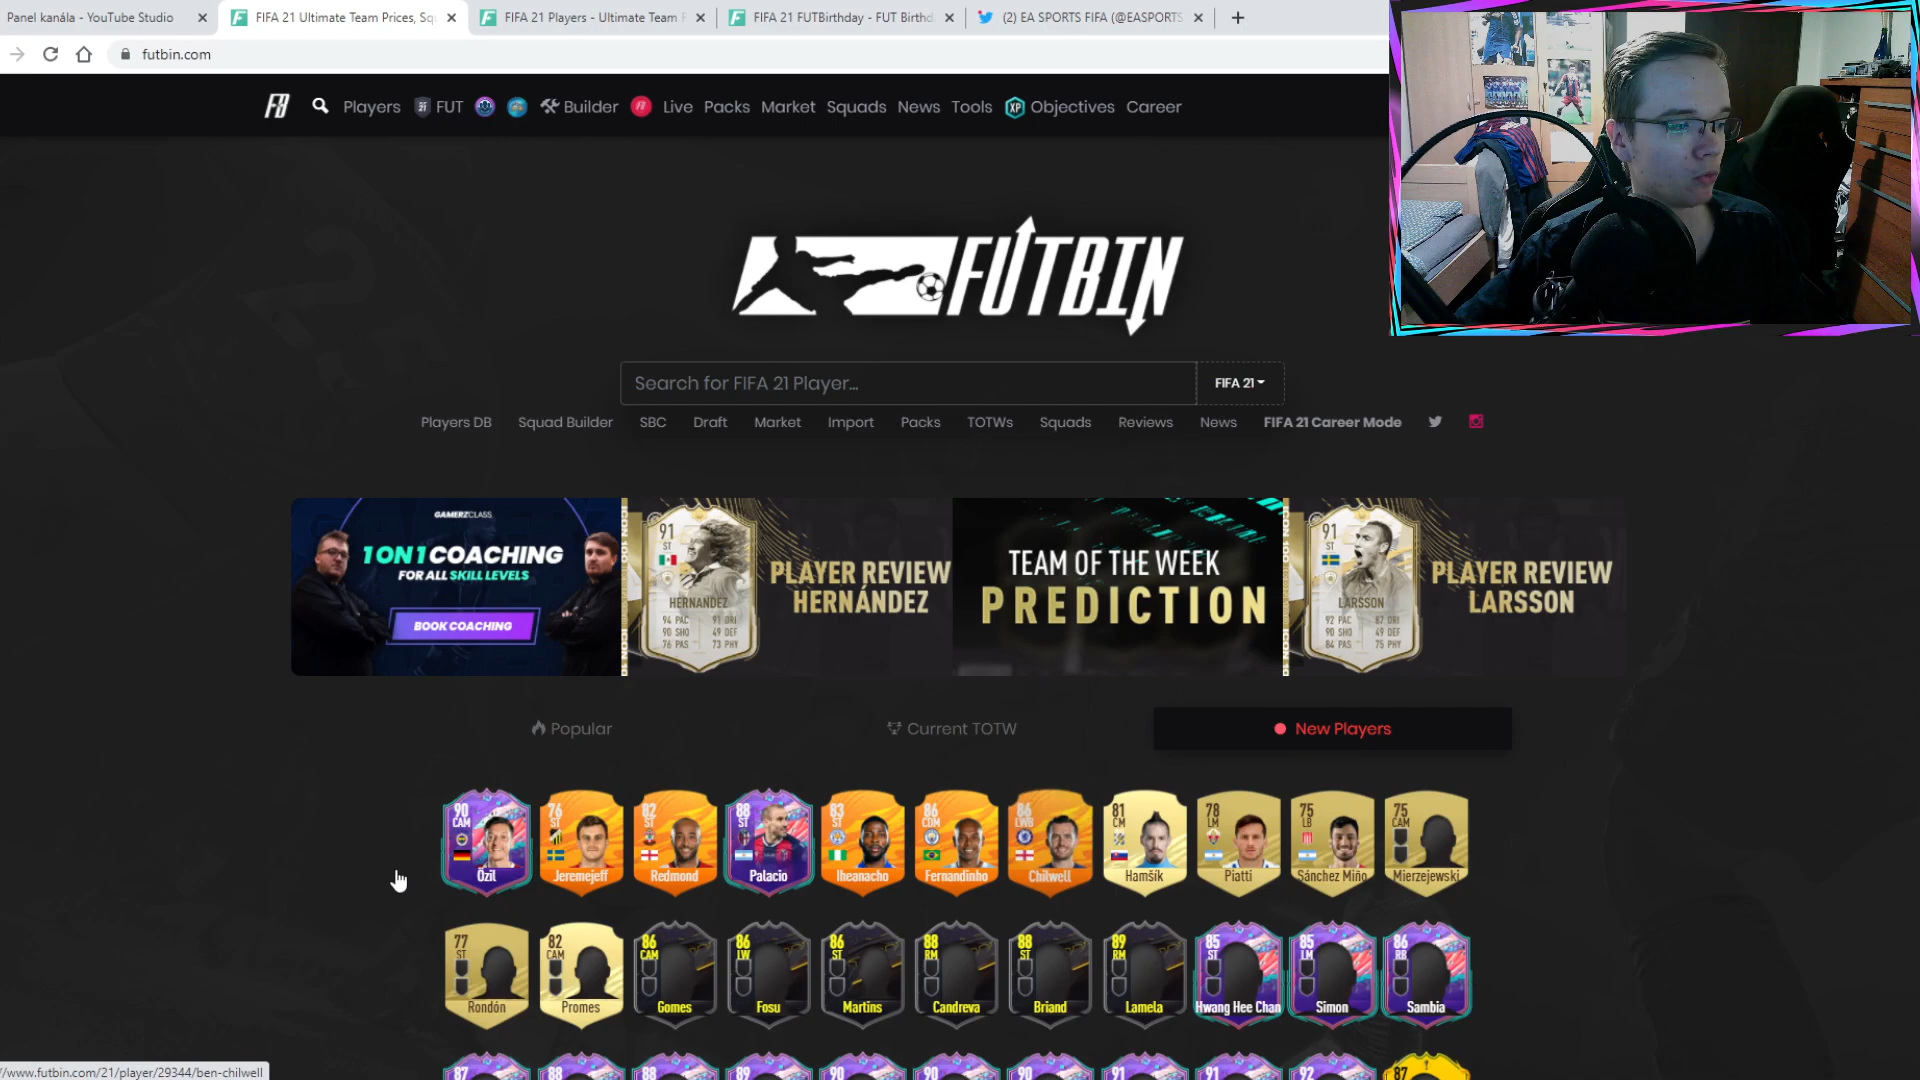 Panel kanála - YouTube Studio
FIFA 21 Ultimate Team Prices, Squ
FIFA 21 Players - Ultimate Team P
FIFA 21 FUTBirthday - FUT Birthd
(2) EA SPORTS FIFA (@EASPORTS
futbin.com
Players FUT Builder Live Packs Market Squads News Tools XP Objectives Career
FUTBIN
Search for FIFA 21 Player...
FIFA 21
Players DB Squad Builder SBC Draft Market Import Packs TOTWs Squads Reviews News FIFA 21 Career Mode
GAMERZCLASS
1 ON 1 COACHING
FOR ALL SKILL LEVELS
BOOK COACHING
91
ST
HERNANDEZ
94 PAC 91 DRI
90 SHO 49 DEF
76 PAS 73 PHY
PLAYER REVIEW
HERNÁNDEZ
TEAM OF THE WEEK
PREDICTION
91
ST
LARSSON
92 PAC 87 DRI
90 SHO 49 DEF
84 PAS 75 PHY
PLAYER REVIEW
LARSSON
Popular
Current TOTW
New Players
90 CAM Özil
76 ST Jeremejeff
82 ST Redmond
88 ST Palacio
83 ST Iheanacho
86 CDM Fernandinho
86 LWB Chilwell
81 CM Hamšík
78 LM Piatti
75 LB Sánchez Miño
75 CAM Mierzejewski
77 ST Rondón
82 CAM Promes
86 CAM Gomes
86 LW Fosu
86 ST Martins
88 RM Candreva
88 ST Briand
89 RM Lamela
85 ST Hwang Hee Chan
85 LM Simon
86 RB Sambia
87 88 88 89 90 90 90 91 91 92 87
//www.futbin.com/21/player/29344/ben-chilwell